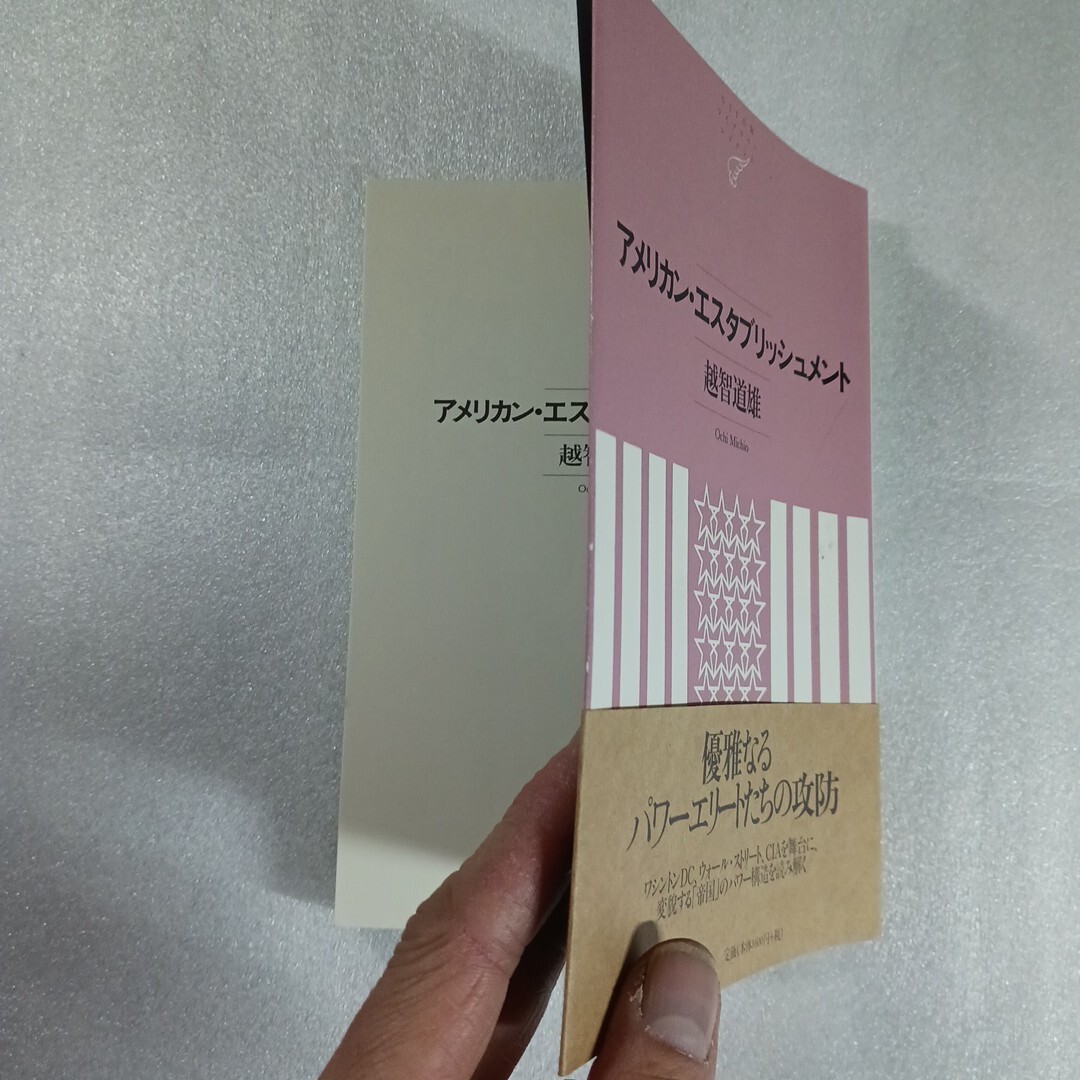 アメリカン・エスタブリッシュメント
越智道雄
Ochi Michio
優雅なる
パワーエリートたちの攻防
ワシントンDC、ウォール・ストリート、CIAを舞台に、
変貌する「帝国」のパワー構造を読み解く
アメリカン・エス
越智